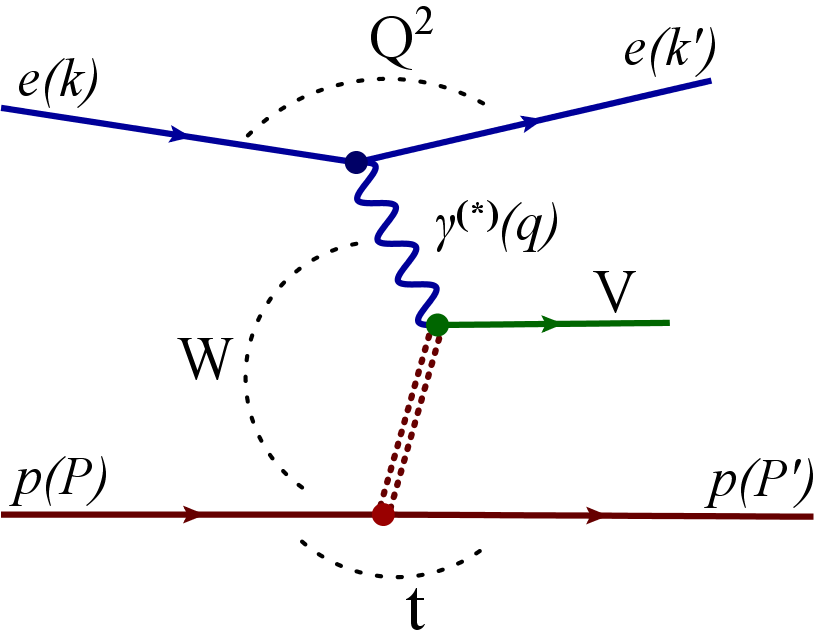 Q²
e(k)
e(k')
γ(*)(q)
V
W
p(P)
p(P')
t